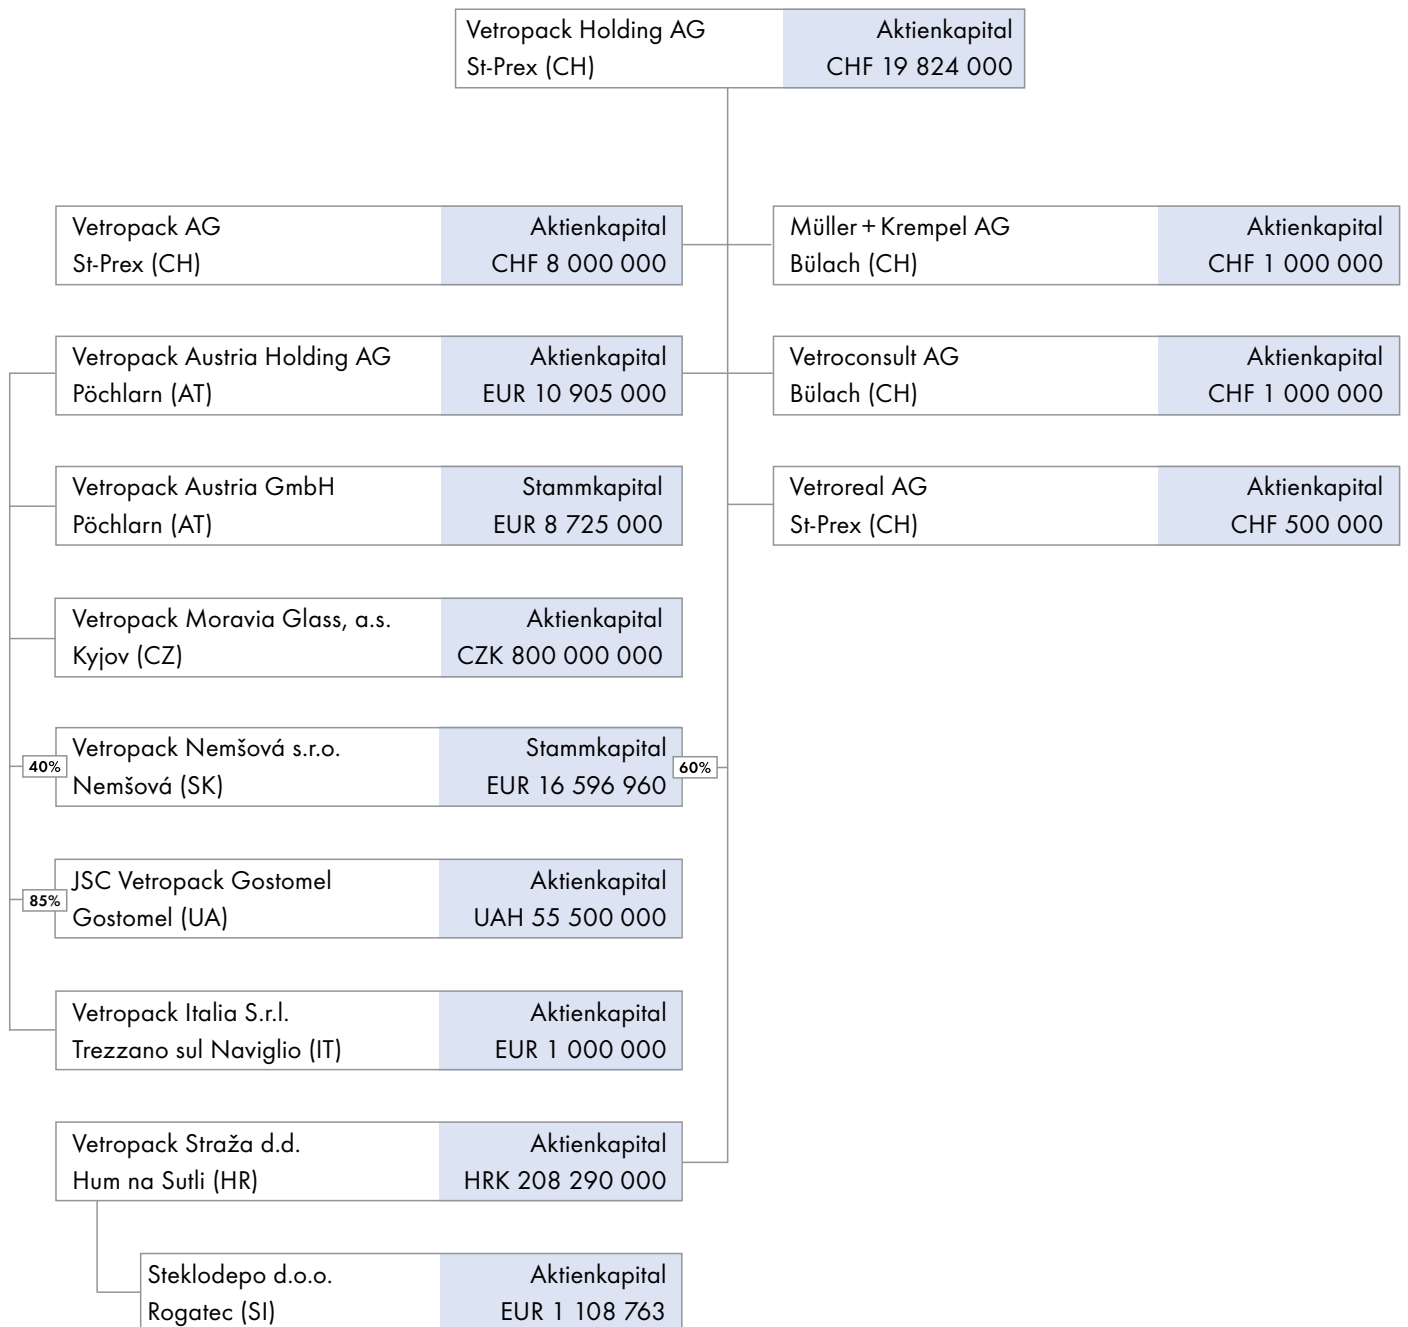 Vetropack Holding AG Aktienkapital
St-Prex (CH) CHF 19 824 000
Vetropack AG Aktienkapital
St-Prex (CH) CHF 8 000 000
Müller + Krempel AG Aktienkapital
Bülach (CH) CHF 1 000 000
Vetropack Austria Holding AG Aktienkapital
Pöchlarn (AT) EUR 10 905 000
Vetroconsult AG Aktienkapital
Bülach (CH) CHF 1 000 000
Vetropack Austria GmbH Stammkapital
Pöchlarn (AT) EUR 8 725 000
Vetroreal AG Aktienkapital
St-Prex (CH) CHF 500 000
Vetropack Moravia Glass, a.s. Aktienkapital
Kyjov (CZ) CZK 800 000 000
Vetropack Nemšová s.r.o. Stammkapital
40% 60%
Nemšová (SK) EUR 16 596 960
JSC Vetropack Gostomel Aktienkapital
85%
Gostomel (UA) UAH 55 500 000
Vetropack Italia S.r.l. Aktienkapital
Trezzano sul Naviglio (IT) EUR 1 000 000
Vetropack Straža d.d. Aktienkapital
Hum na Sutli (HR) HRK 208 290 000
Steklodepo d.o.o. Aktienkapital
Rogatec (SI) EUR 1 108 763